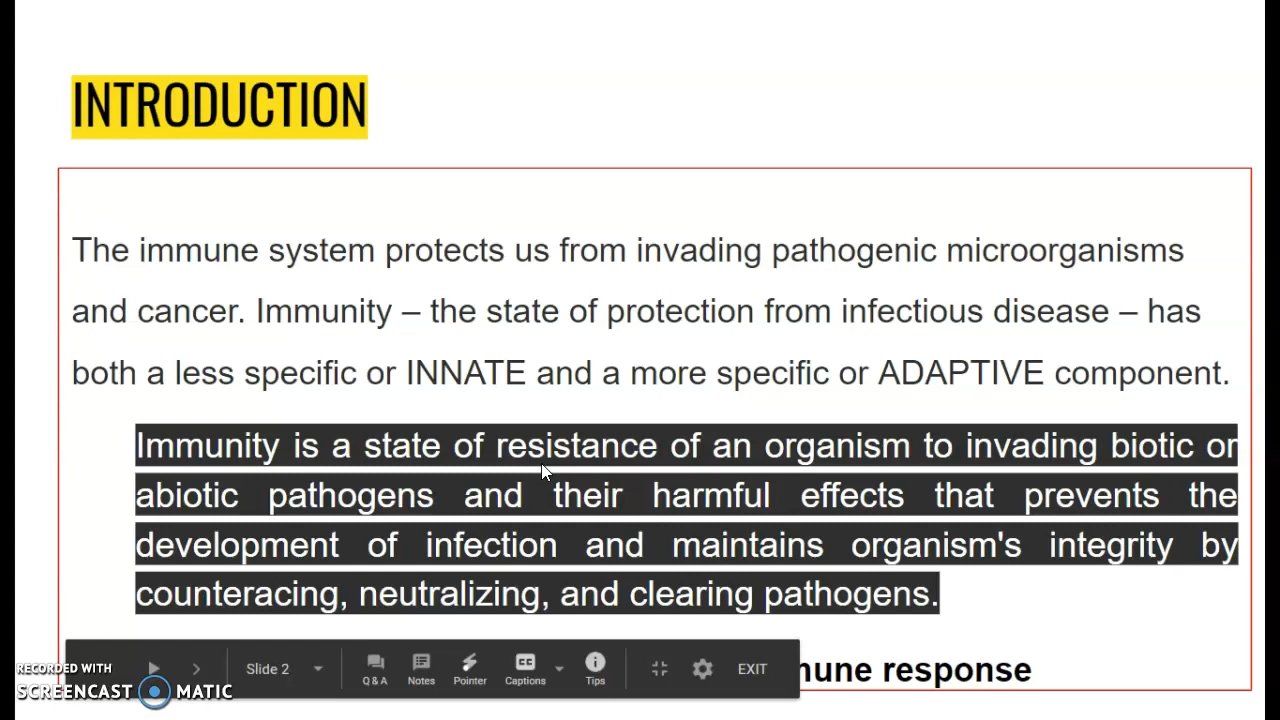 INTRODUCTION
The immune system protects us from invading pathogenic microorganisms
and cancer. Immunity – the state of protection from infectious disease – has
both a less specific or INNATE and a more specific or ADAPTIVE component.
Immunity is a state of resistance of an organism to invading biotic or
abiotic pathogens and their harmful effects that prevents the
development of infection and maintains organism's integrity by
counteracing, neutralizing, and clearing pathogens.
response
Slide 2
Q & A Notes Pointer CC Captions Tips EXIT
RECORDED WITH
SCREENCAST MATIC